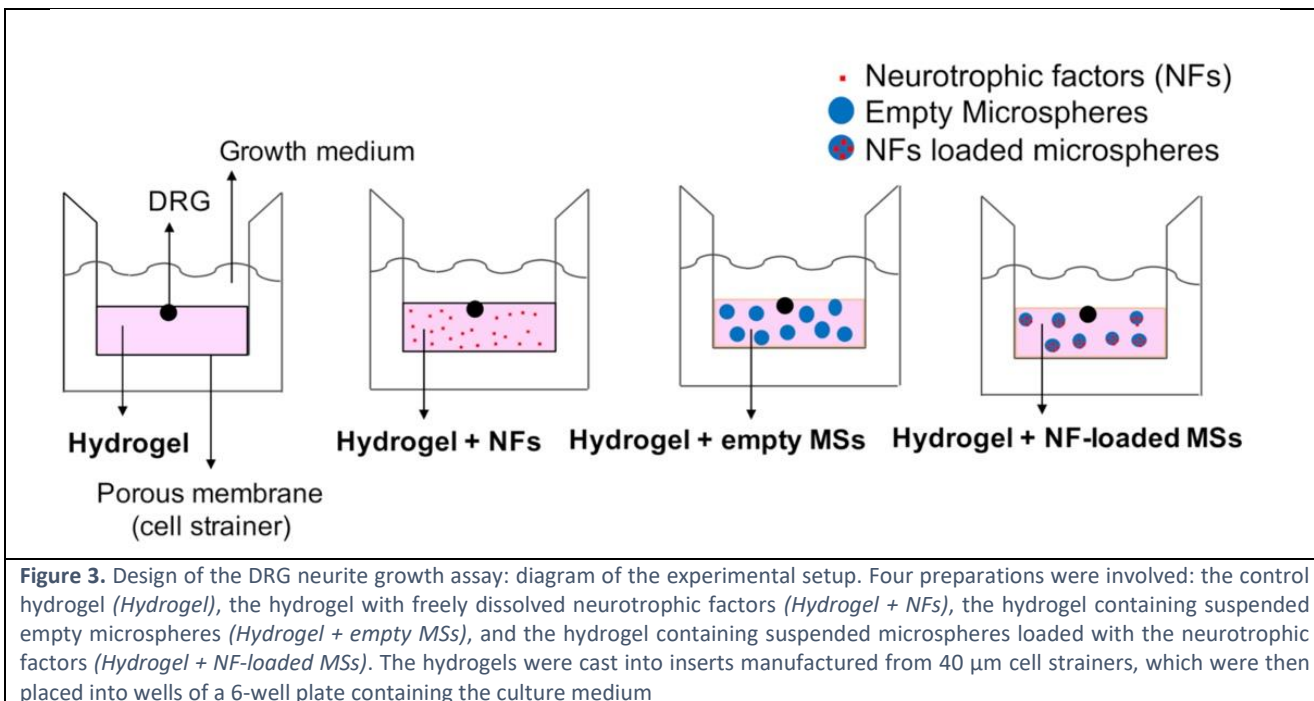 Neurotrophic factors (NFs)
Empty Microspheres
NFs loaded microspheres
Growth medium
DRG
Hydrogel
Hydrogel + NFs
Hydrogel + empty MSs
Hydrogel + NF-loaded MSs
Porous membrane
(cell strainer)
Figure 3. Design of the DRG neurite growth assay: diagram of the experimental setup. Four preparations were involved: the control
hydrogel (Hydrogel), the hydrogel with freely dissolved neurotrophic factors (Hydrogel + NFs), the hydrogel containing suspended
empty microspheres (Hydrogel + empty MSs), and the hydrogel containing suspended microspheres loaded with the neurotrophic
factors (Hydrogel + NF-loaded MSs). The hydrogels were cast into inserts manufactured from 40 μm cell strainers, which were then
placed into wells of a 6-well plate containing the culture medium